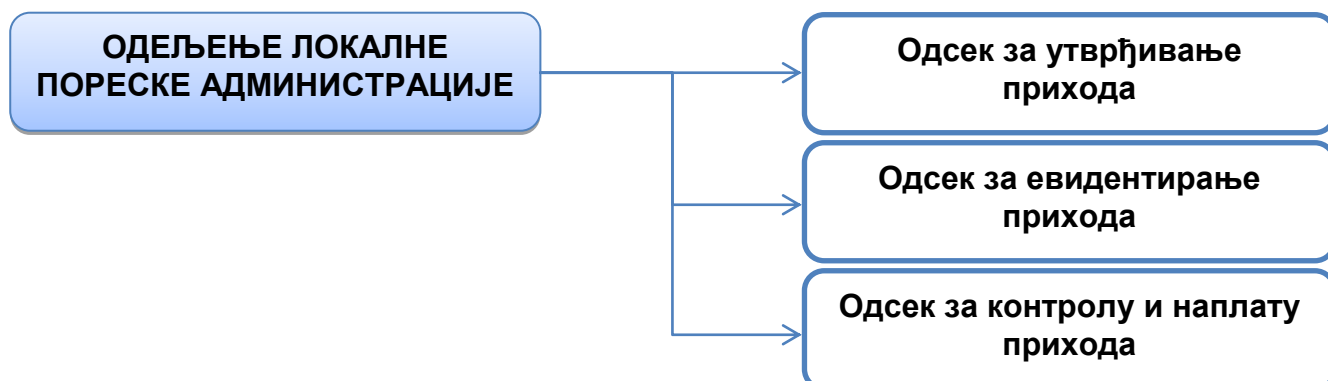 ОДЕЉЕЊЕ ЛОКАЛНЕ
ПОРЕСКЕ АДМИНИСТРАЦИЈЕ
Одсек за утврђивање
прихода
Одсек за евидентирање
прихода
Одсек за контролу и наплату
прихода